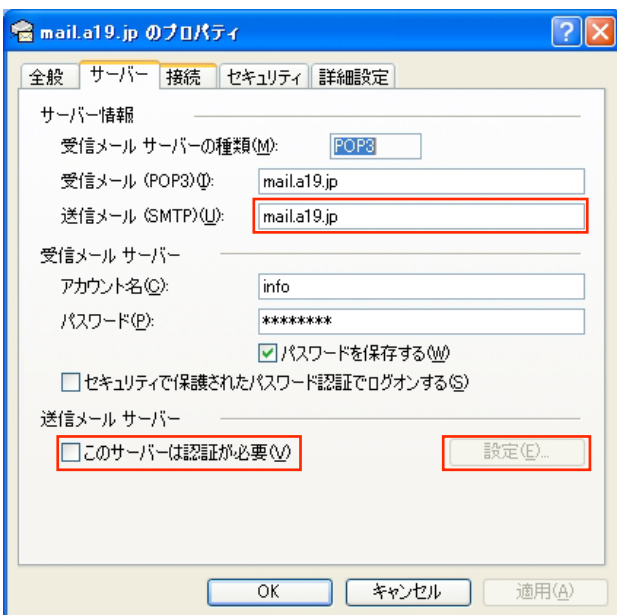 mail.a19.jp のプロパティ
全般 サーバー 接続 セキュリティ 詳細設定
サーバー情報
受信メール サーバーの種類(M): POP3
受信メール (POP3)(I): mail.a19.jp
送信メール (SMTP)(U): mail.a19.jp
受信メール サーバー
アカウント名(C): info
パスワード(P): ********
パスワードを保存する(W)
セキュリティで保護されたパスワード認証でログオンする(S)
送信メール サーバー
このサーバーは認証が必要(V) 設定(E)...
OK キャンセル 適用(A)